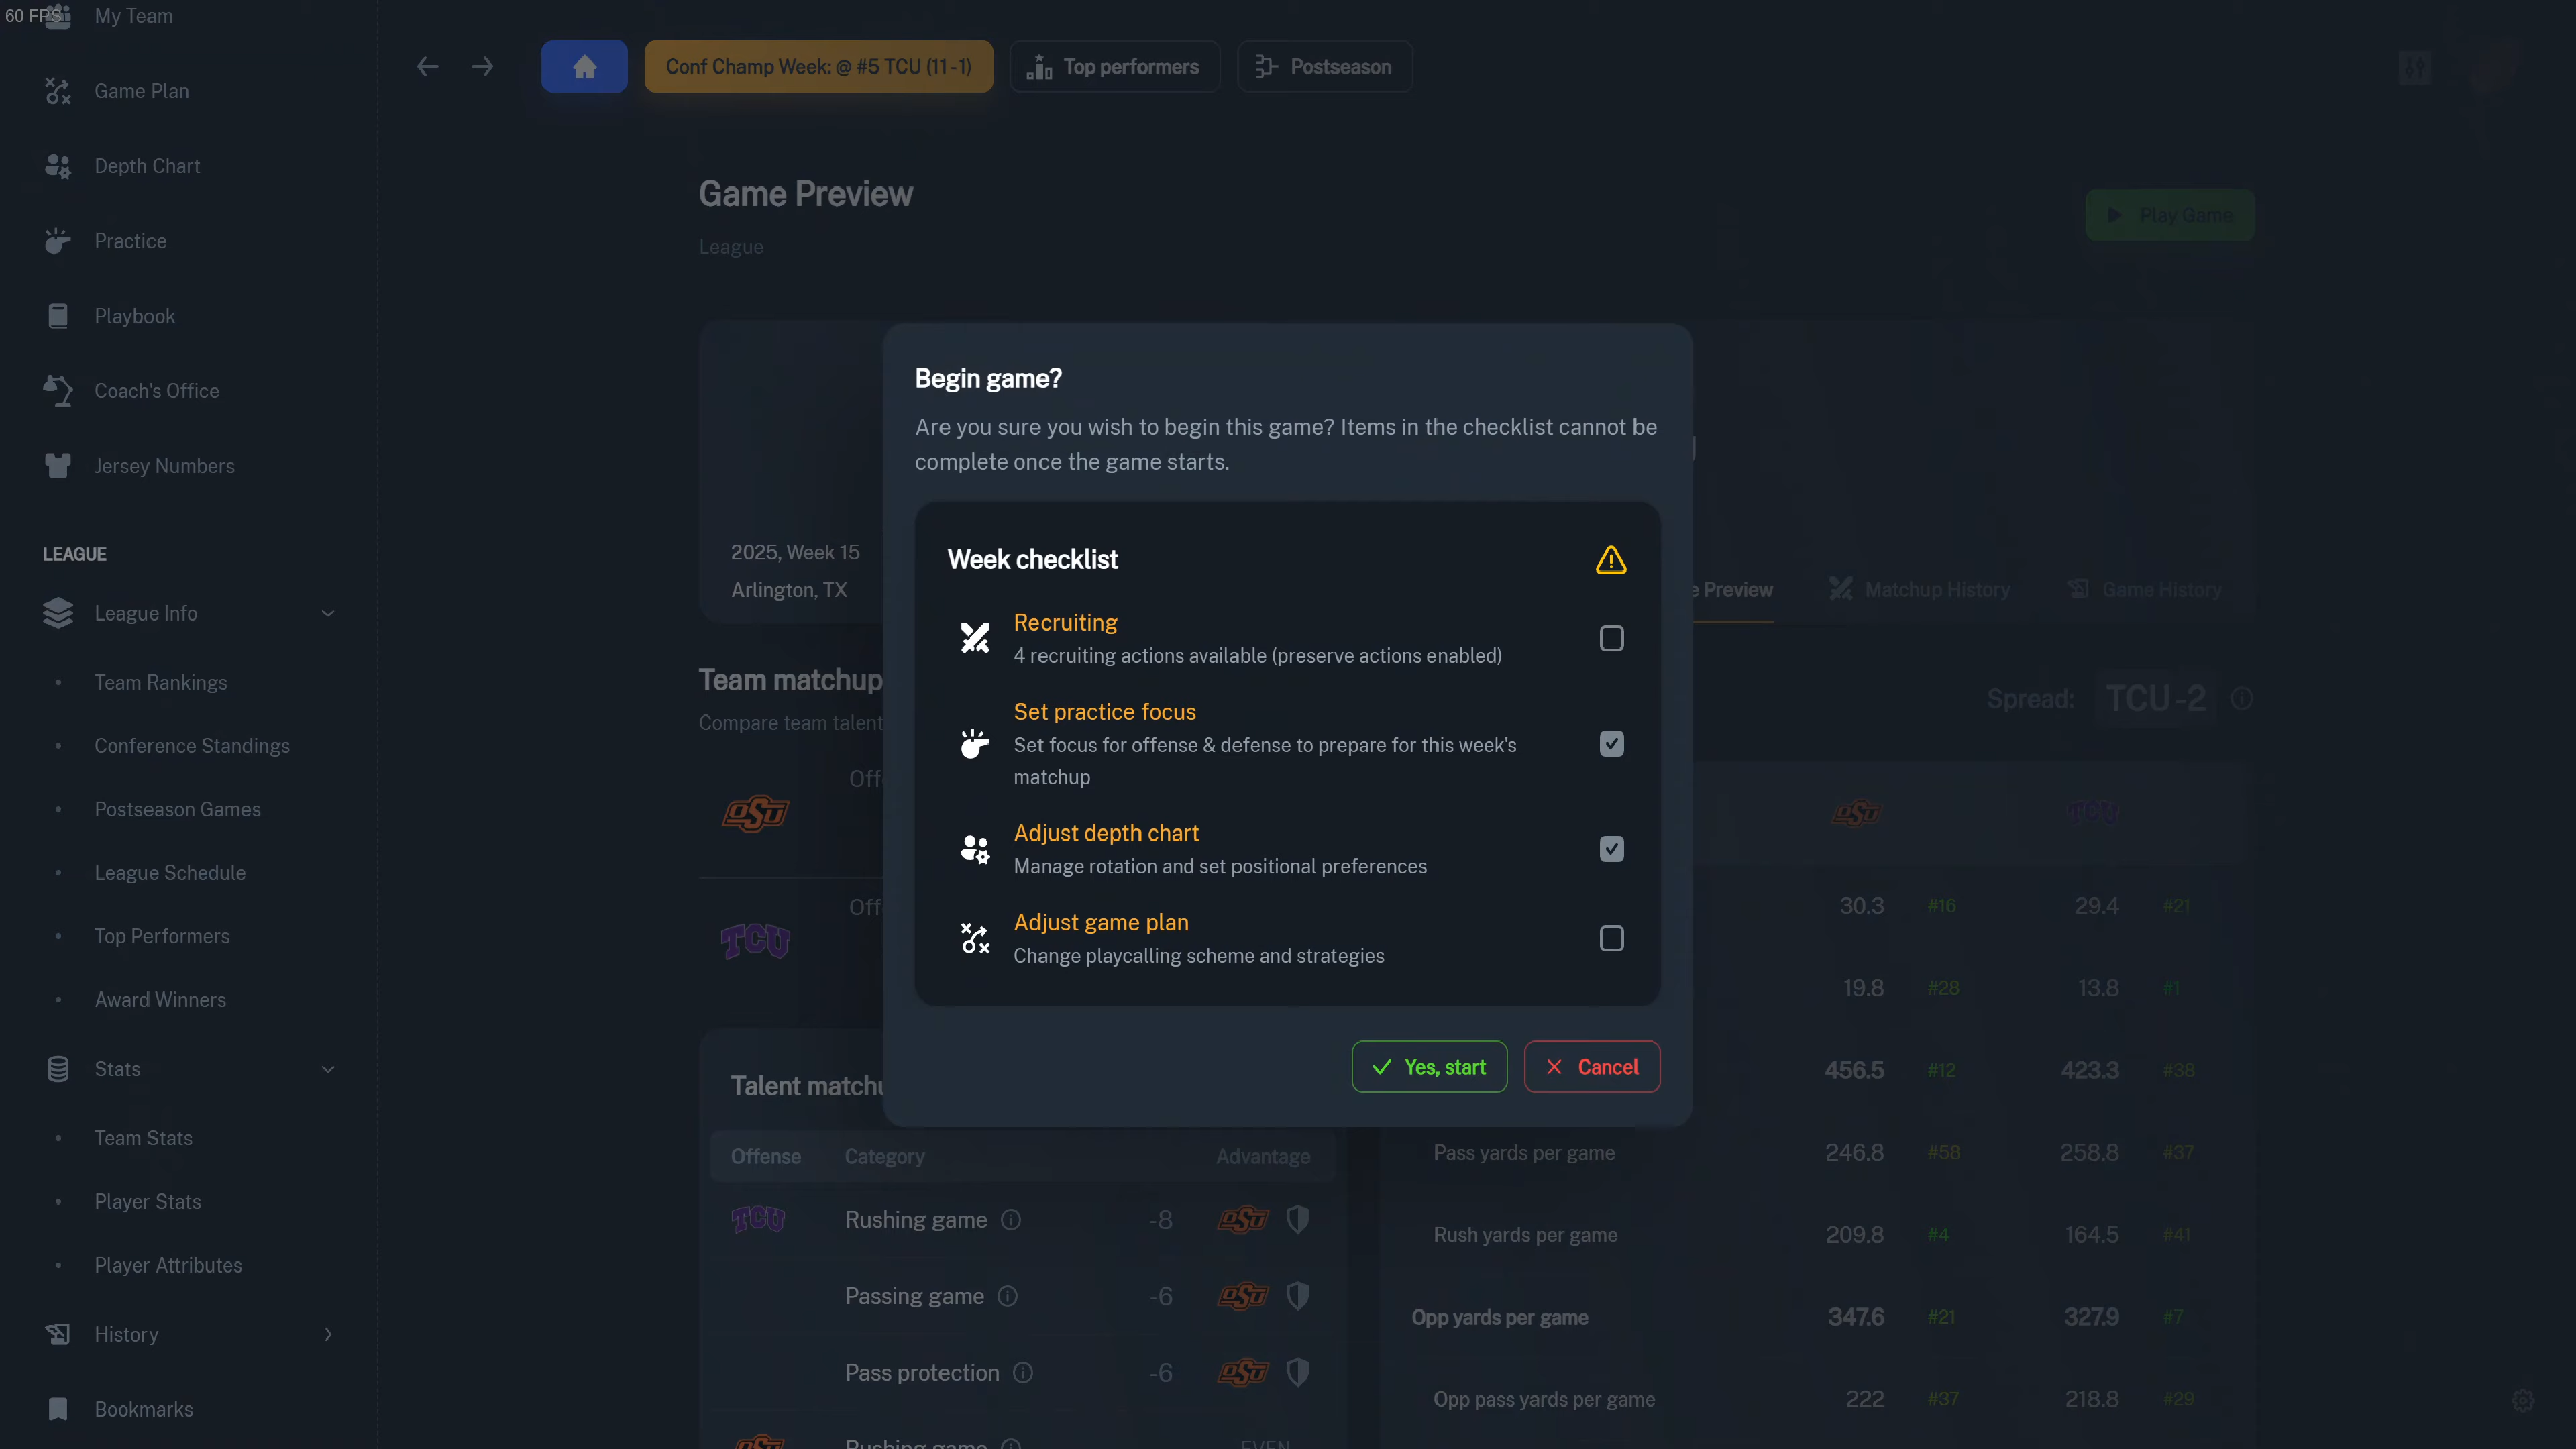 60 FPS
My Team
Game Plan
Depth Chart
Practice
Playbook
Coach's Office
Jersey Numbers
LEAGUE
League Info
Team Rankings
Conference Standings
Postseason Games
League Schedule
Top Performers
Award Winners
Stats
Team Stats
Player Stats
Player Attributes
History
Bookmarks
Conf Champ Week: @ #5 TCU (11-1)
Top performers
Postseason
Game Preview
League
Play Game
2025, Week 15
Arlington, TX
Preview
Matchup History
Game History
Begin game?
Are you sure you wish to begin this game? Items in the checklist cannot be
complete once the game starts.
Week checklist
Recruiting
4 recruiting actions available (preserve actions enabled)
Set practice focus
Set focus for offense & defense to prepare for this week's
matchup
Adjust depth chart
Manage rotation and set positional preferences
Adjust game plan
Change playcalling scheme and strategies
Yes, start
Cancel
Team matchup
Compare team talent
Spread: TCU -2
OSU
TCU
Talent
Offense Category Advantage
TCU Rushing game -8 OSU
Passing game -6 OSU
Pass protection -6 OSU
OSU TCU
30.3 #16 29.4 #21
19.8 #28 13.8 #1
456.5 #12 423.3 #38
Pass yards per game 246.8 #58 258.8 #37
Rush yards per game 209.8 #4 164.5 #41
Opp yards per game 347.6 #21 327.9 #7
Opp pass yards per game 222 #37 218.8 #29